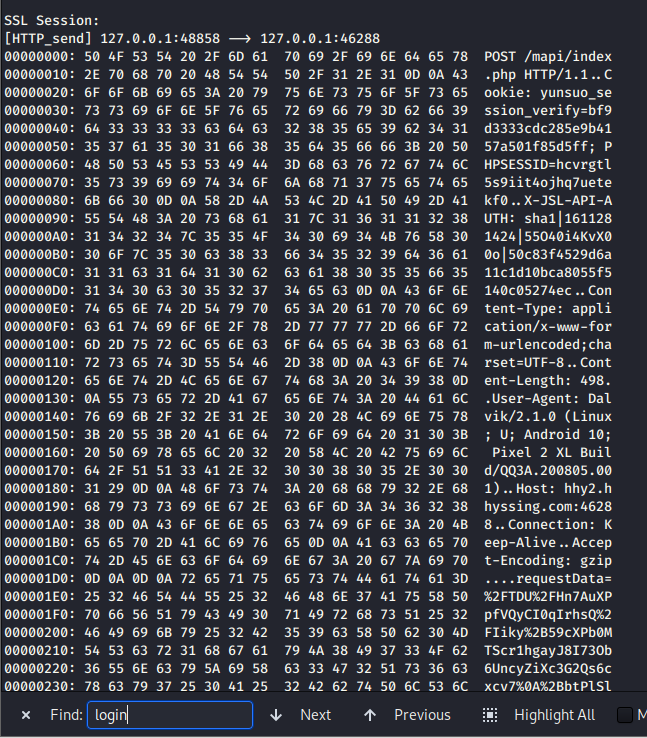 SSL Session:
[HTTP_send] 127.0.0.1:48858 --> 127.0.0.1:46288
00000000: 50 4F 53 54 20 2F 6D 61 70 69 2F 69 6E 64 65 78 POST /mapi/index
00000010: 2E 70 68 70 20 48 54 54 50 2F 31 2E 31 0D 0A 43 .php HTTP/1.1..C
00000020: 6F 6F 6B 69 65 3A 20 79 75 6E 73 75 6F 5F 73 65 ookie: yunsuo_se
00000030: 73 73 69 6F 6E 5F 76 65 72 69 66 79 3D 62 66 39 ssion_verify=bf9
00000040: 64 33 33 33 33 63 64 63 32 38 35 65 39 62 34 31 d3333cdc285e9b41
00000050: 35 37 61 35 30 31 66 38 35 64 35 66 66 3B 20 50 57a501f85d5ff; P
00000060: 48 50 53 45 53 53 49 44 3D 68 63 76 72 67 74 6C HPSESSID=hcvrgtl
00000070: 35 73 39 69 69 74 34 6F 6A 68 71 37 75 65 74 65 5s9iit4ojhq7uete
00000080: 6B 66 30 0D 0A 58 2D 4A 53 4C 2D 41 50 49 2D 41 kf0..X-JSL-API-A
00000090: 55 54 48 3A 20 73 68 61 31 7C 31 36 31 31 32 38 UTH: sha1|161128
000000A0: 31 34 32 34 7C 35 35 4F 34 30 69 34 4B 76 58 30 1424|55O40i4KvX0
000000B0: 30 6F 7C 35 30 63 38 33 66 34 35 32 39 64 36 61 0o|50c83f4529d6a
000000C0: 31 31 63 31 64 31 30 62 63 61 38 30 35 35 66 35 11c1d10bca8055f5
000000D0: 31 34 30 63 30 35 32 37 34 65 63 0D 0A 43 6F 6E 140c05274ec..Con
000000E0: 74 65 6E 74 2D 54 79 70 65 3A 20 61 70 70 6C 69 tent-Type: appli
000000F0: 63 61 74 69 6F 6E 2F 78 2D 77 77 77 2D 66 6F 72 cation/x-www-for
00000100: 6D 2D 75 72 6C 65 6E 63 6F 64 65 64 3B 63 68 61 m-urlencoded;cha
00000110: 72 73 65 74 3D 55 54 46 2D 38 0D 0A 43 6F 6E 74 rset=UTF-8..Cont
00000120: 65 6E 74 2D 4C 65 6E 67 74 68 3A 20 34 39 38 0D ent-Length: 498.
00000130: 0A 55 73 65 72 2D 41 67 65 6E 74 3A 20 44 61 6C .User-Agent: Dal
00000140: 76 69 6B 2F 32 2E 31 2E 30 20 28 4C 69 6E 75 78 vik/2.1.0 (Linux
00000150: 3B 20 55 3B 20 41 6E 64 72 6F 69 64 20 31 30 3B ; U; Android 10;
00000160: 20 50 69 78 65 6C 20 32 20 58 4C 20 42 75 69 6C  Pixel 2 XL Buil
00000170: 64 2F 51 51 33 41 2E 32 30 30 38 30 35 2E 30 30 d/QQ3A.200805.00
00000180: 31 29 0D 0A 48 6F 73 74 3A 20 68 68 79 32 2E 68 1)..Host: hhy2.h
00000190: 68 79 73 73 69 6E 67 2E 63 6F 6D 3A 34 36 32 38 hyssing.com:4628
000001A0: 38 0D 0A 43 6F 6E 6E 65 63 74 69 6F 6E 3A 20 4B 8..Connection: K
000001B0: 65 65 70 2D 41 6C 69 76 65 0D 0A 41 63 63 65 70 eep-Alive..Accep
000001C0: 74 2D 45 6E 63 6F 64 69 6E 67 3A 20 67 7A 69 70 t-Encoding: gzip
000001D0: 0D 0A 0D 0A 72 65 71 75 65 73 74 44 61 74 61 3D ....requestData=
000001E0: 25 32 46 54 44 55 25 32 46 48 6E 37 41 75 58 50 %2FTDU%2FHn7AuXP
000001F0: 70 66 56 51 79 43 49 30 71 49 72 68 73 51 25 32 pfVQyCI0qIrhsQ%2
00000200: 46 49 69 6B 79 25 32 42 35 39 63 58 50 62 30 4D FIiky%2B59cXPb0M
00000210: 54 53 63 72 31 68 67 61 79 4A 38 49 37 33 4F 62 TScr1hgayJ8I73Ob
00000220: 36 55 6E 63 79 5A 69 58 63 33 47 32 51 73 36 63 6UncyZiXc3G2Qs6c
00000230: 78 63 79 37 25 30 41 25 32 42 62 74 50 6C 53 6C xcv7%0A%2BbtPlSl
Find: login Next Previous Highlight All M